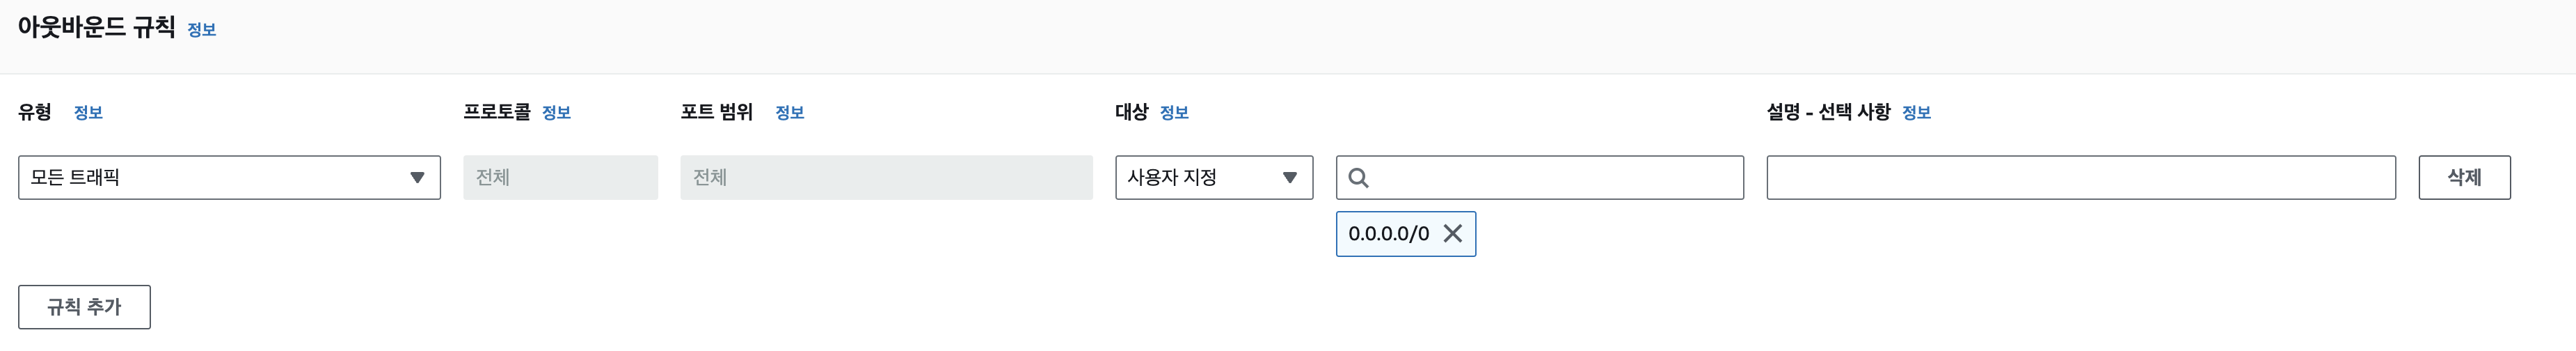 아웃바운드 규칙 정보
유형 정보 프로토콜 정보 포트 범위 정보 대상 정보 설명 - 선택 사항 정보
모든 트래픽 전체 전체 사용자 지정 삭제
0.0.0.0/0
규칙 추가